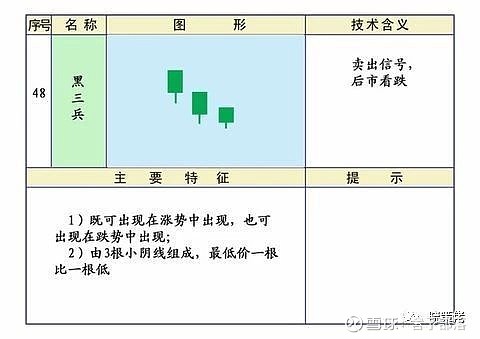 序号 名称 图形 技术含义
48
黑三兵
卖出信号，
后市看跌
主要特征 提示
1）既可出现在涨势中出现，也可
出现在跌势中出现；
2）由3根小阴线组成，最低价一根
比一根低
雪球